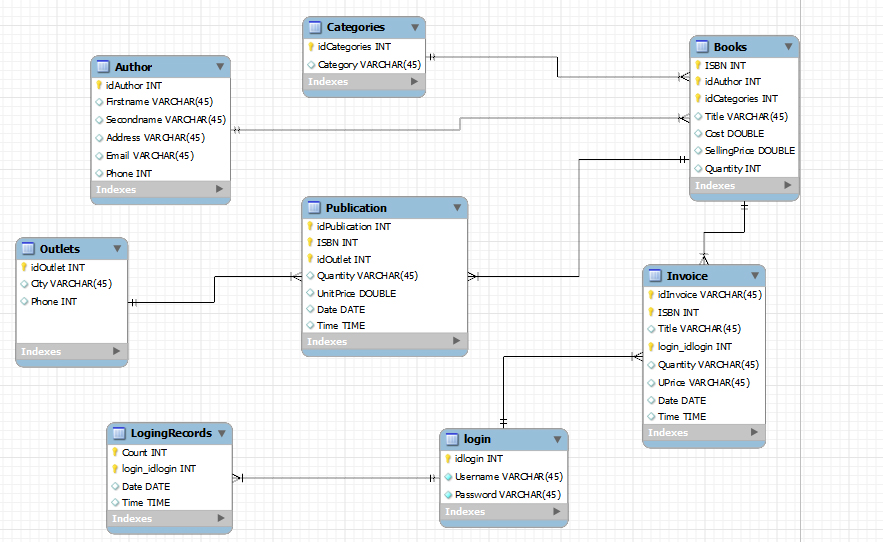 Categories
idCategories INT
Category VARCHAR(45)
Indexes
Author
idAuthor INT
Firstname VARCHAR(45)
Secondname VARCHAR(45)
Address VARCHAR(45)
Email VARCHAR(45)
Phone INT
Indexes
Books
ISBN INT
idAuthor INT
idCategories INT
Title VARCHAR(45)
Cost DOUBLE
SellingPrice DOUBLE
Quantity INT
Indexes
Publication
idPublication INT
ISBN INT
idOutlet INT
Quantity VARCHAR(45)
UnitPrice DOUBLE
Date DATE
Time TIME
Indexes
Outlets
idOutlet INT
City VARCHAR(45)
Phone INT
Indexes
Invoice
idInvoice VARCHAR(45)
ISBN INT
Title VARCHAR(45)
login_idlogin INT
Quantity VARCHAR(45)
UPrice VARCHAR(45)
Date DATE
Time TIME
Indexes
LogingRecords
Count INT
login_idlogin INT
Date DATE
Time TIME
Indexes
login
idlogin INT
Username VARCHAR(45)
Password VARCHAR(45)
Indexes